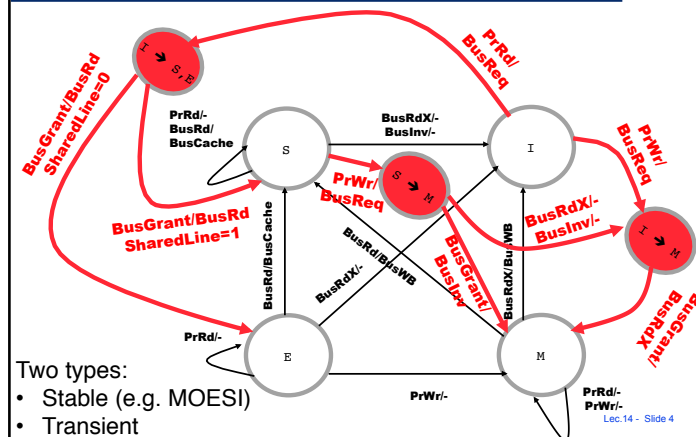 I → S,E
PrRd/
BusReq
BusGrant/BusRd
SharedLine=0
PrRd/-
BusRd/
BusCache
S
BusRdX/-
BusInv/-
I
PrWr/
BusReq
S → M
PrWr/
BusReq
BusGrant/BusRd
SharedLine=1
BusRdX/-
BusInv/-
I → M
BusRd/BusCache
BusRdX/-
BusRd/BusWB
BusGrant/
BusInv
BusRdX/BusWB
BusGrant/
BusRdX
PrRd/-
E
M
PrWr/-
PrRd/-
PrWr/-
Two types:
• Stable (e.g. MOESI)
• Transient
Lec.14 - Slide 4